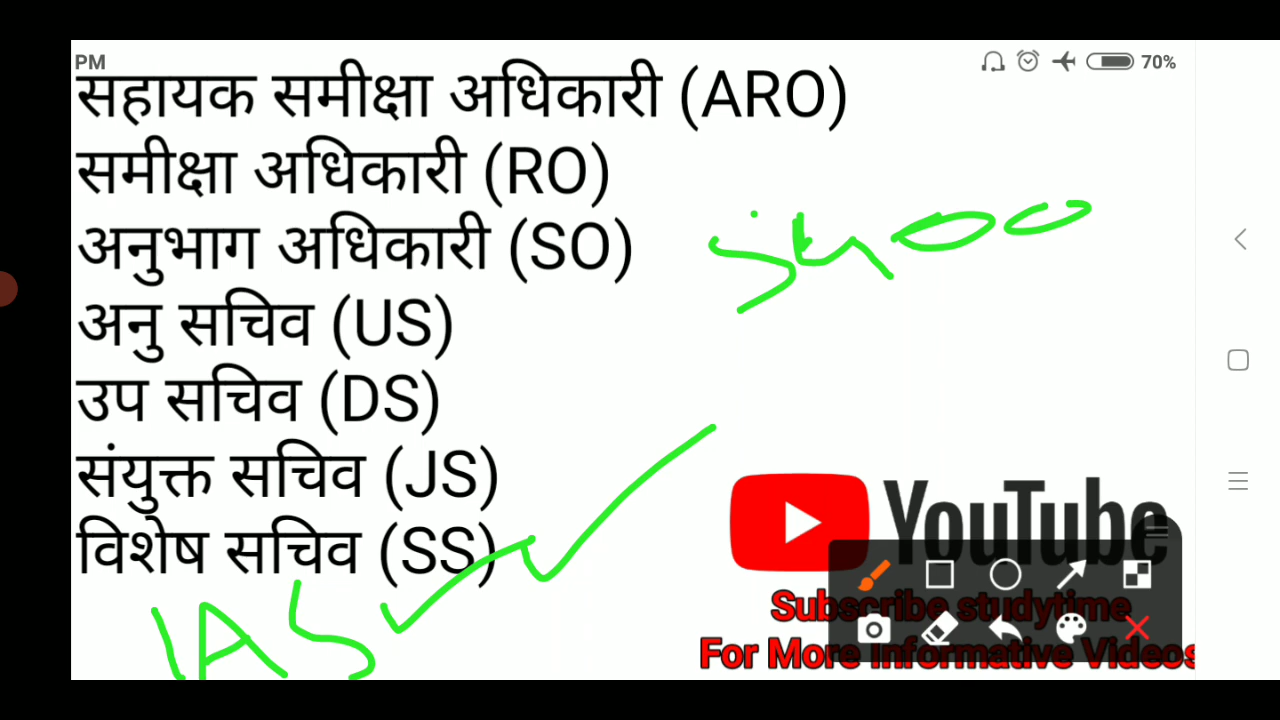 PM
70%
सहायक समीक्षा अधिकारी (ARO)
समीक्षा अधिकारी (RO)
अनुभाग अधिकारी (SO)
अनु सचिव (US)
उप सचिव (DS)
संयुक्त सचिव (JS)
विशेष सचिव (SS)
IAS
YouTube
Subscribe studytime
For More Informative Videos